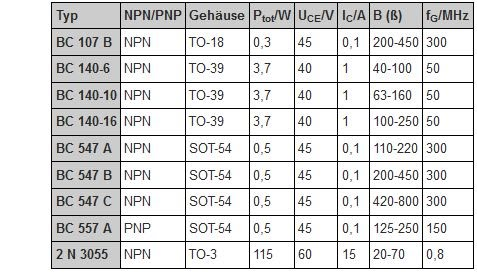 Typ NPN/PNP Gehäuse Ptot/W UCE/V IC/A B (ß) fG/MHz
BC 107 B NPN TO-18 0,3 45 0,1 200-450 300
BC 140-6 NPN TO-39 3,7 40 1 40-100 50
BC 140-10 NPN TO-39 3,7 40 1 63-160 50
BC 140-16 NPN TO-39 3,7 40 1 100-250 50
BC 547 A NPN SOT-54 0,5 45 0,1 110-220 300
BC 547 B NPN SOT-54 0,5 45 0,1 200-450 300
BC 547 C NPN SOT-54 0,5 45 0,1 420-800 300
BC 557 A PNP SOT-54 0,5 45 0,1 125-250 150
2 N 3055 NPN TO-3 115 60 15 20-70 0,8